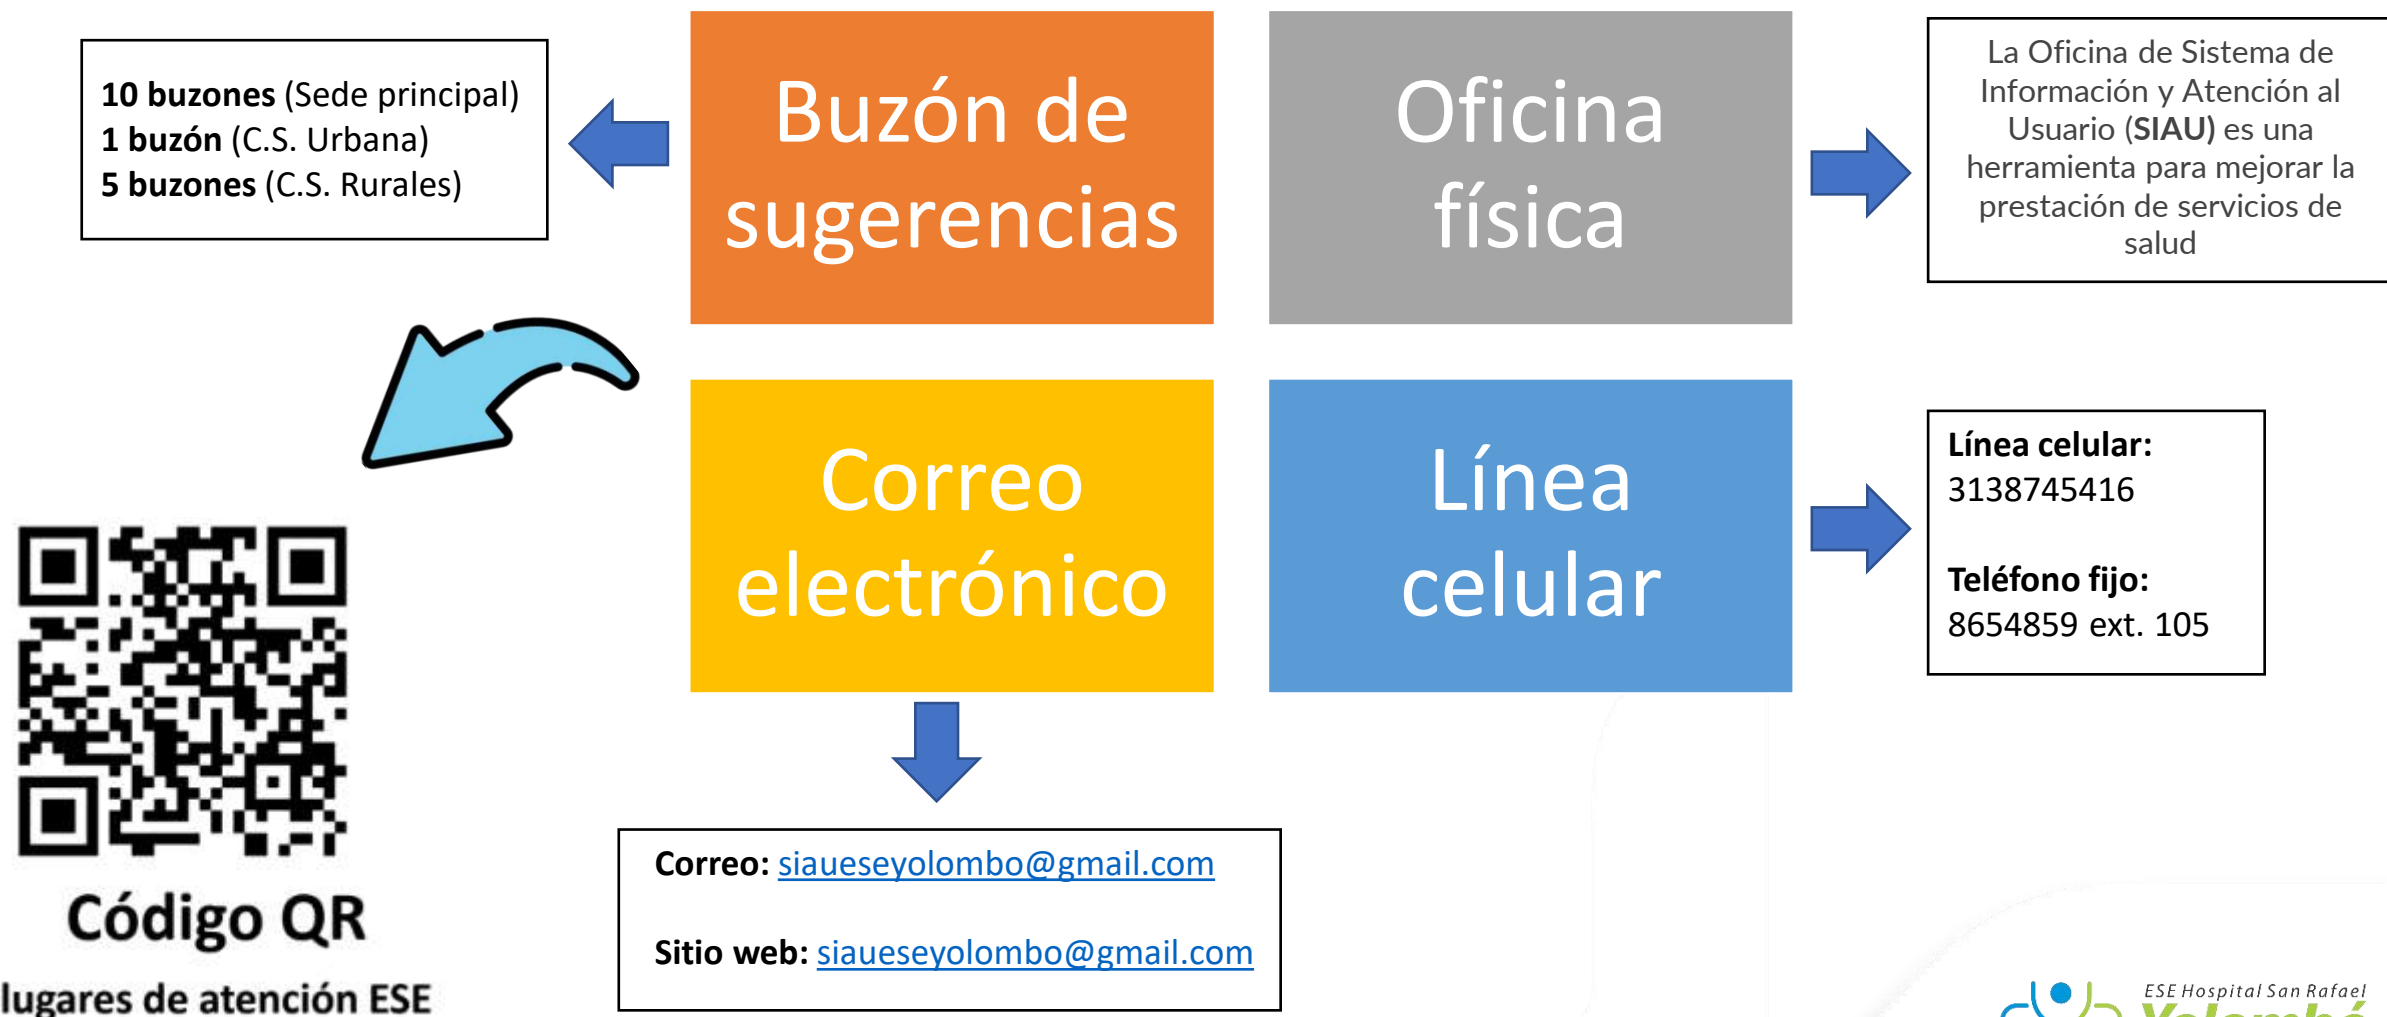 10 buzones (Sede principal)
1 buzón (C.S. Urbana)
5 buzones (C.S. Rurales)
Buzón de
sugerencias
Oficina
física
La Oficina de Sistema de
Información y Atención al
Usuario (SIAU) es una
herramienta para mejorar la
prestación de servicios de
salud
Correo
electrónico
Línea
celular
Línea celular:
3138745416
Teléfono fijo:
8654859 ext. 105
Código QR
lugares de atención ESE
Correo: siaueseyolombo@gmail.com
Sitio web: siaueseyolombo@gmail.com
ESE Hospital San Rafael
Yolombó